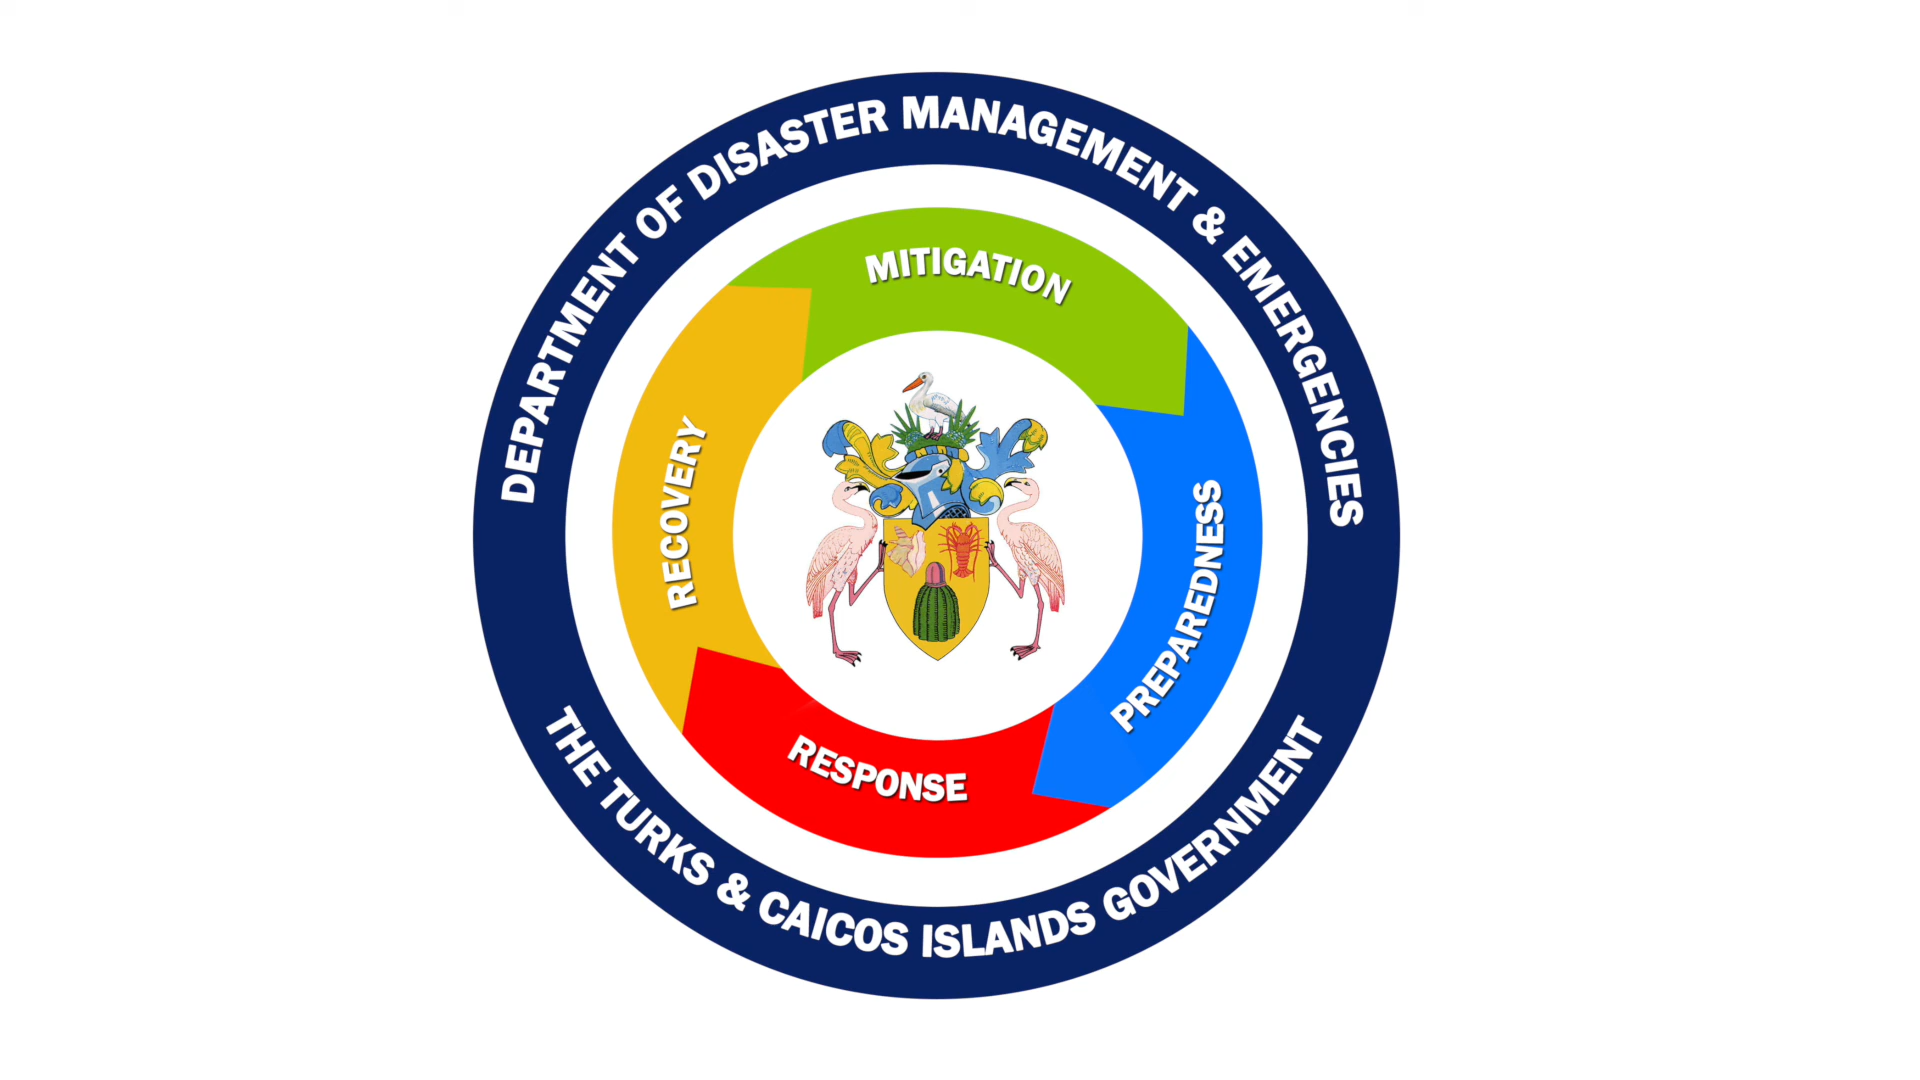 DEPARTMENT OF DISASTER MANAGEMENT & EMERGENCIES
MITIGATION
PREPAREDNESS
RESPONSE
RECOVERY
THE TURKS & CAICOS ISLANDS GOVERNMENT